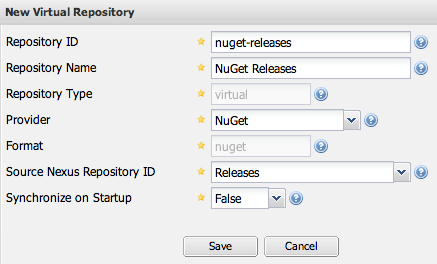 New Virtual Repository
Repository ID nuget-releases
Repository Name NuGet Releases
Repository Type virtual
Provider NuGet
Format nuget
Source Nexus Repository ID Releases
Synchronize on Startup False
Save Cancel